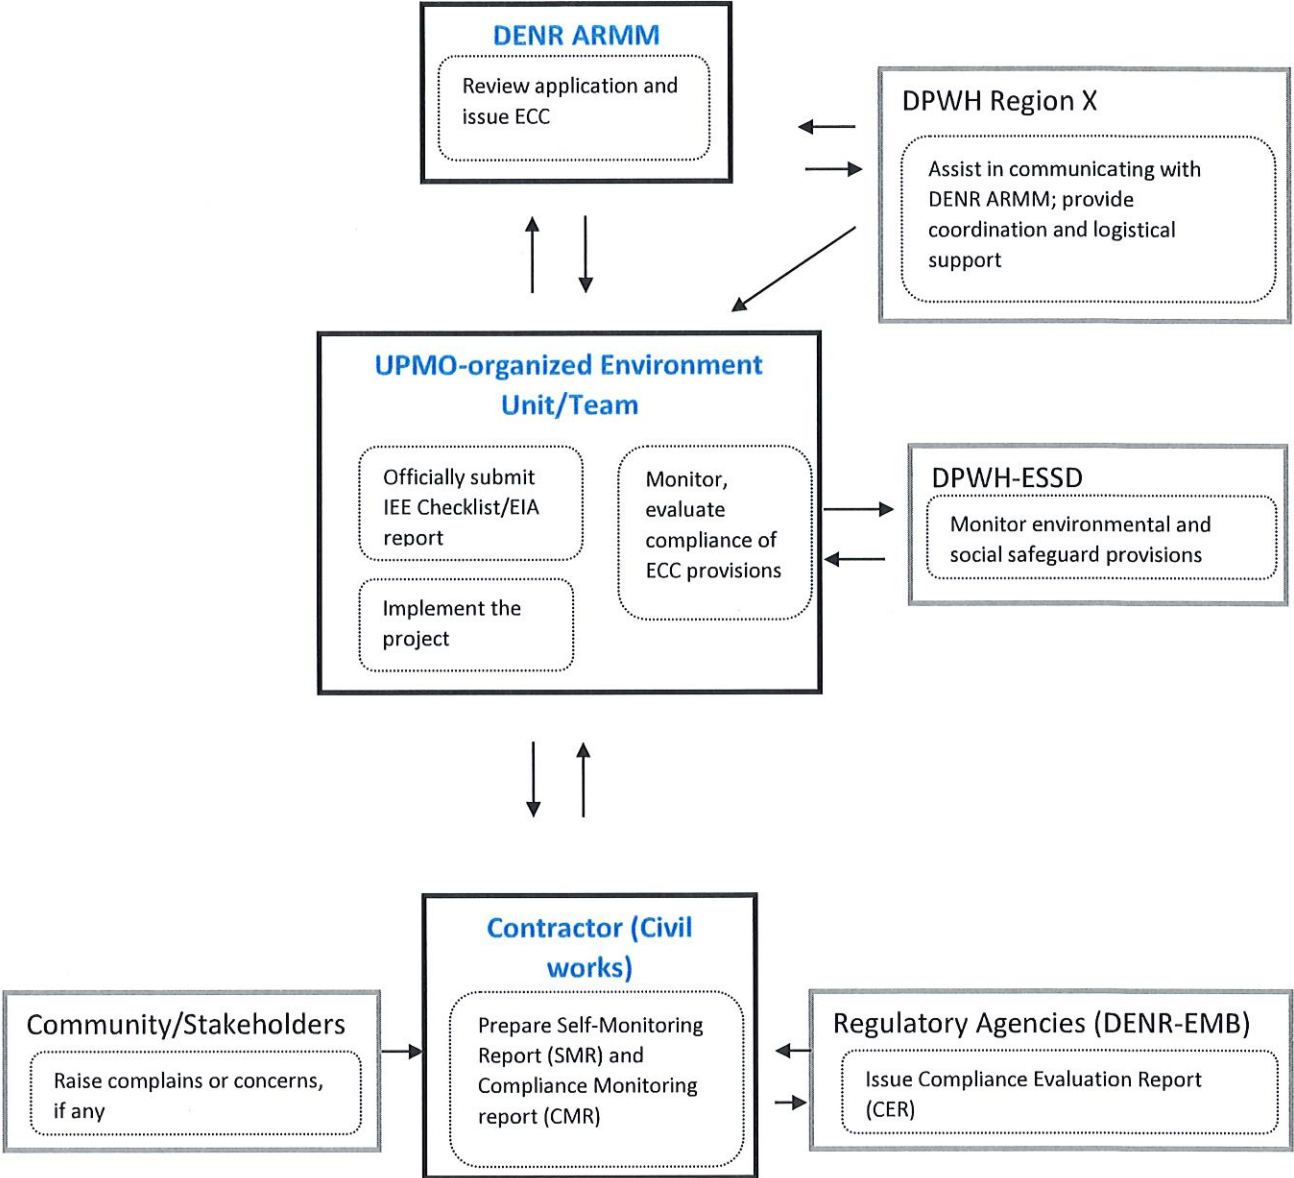 DENR ARMM
Review application and
issue ECC
DPWH Region X
Assist in communicating with
DENR ARMM; provide
coordination and logistical
support
UPMO-organized Environment
Unit/Team
Officially submit
IEE Checklist/EIA
report
Implement the
project
Monitor,
evaluate
compliance of
ECC provisions
DPWH-ESSD
Monitor environmental and
social safeguard provisions
Contractor (Civil
works)
Prepare Self-Monitoring
Report (SMR) and
Compliance Monitoring
report (CMR)
Community/Stakeholders
Raise complains or concerns,
if any
Regulatory Agencies (DENR-EMB)
Issue Compliance Evaluation Report
(CER)